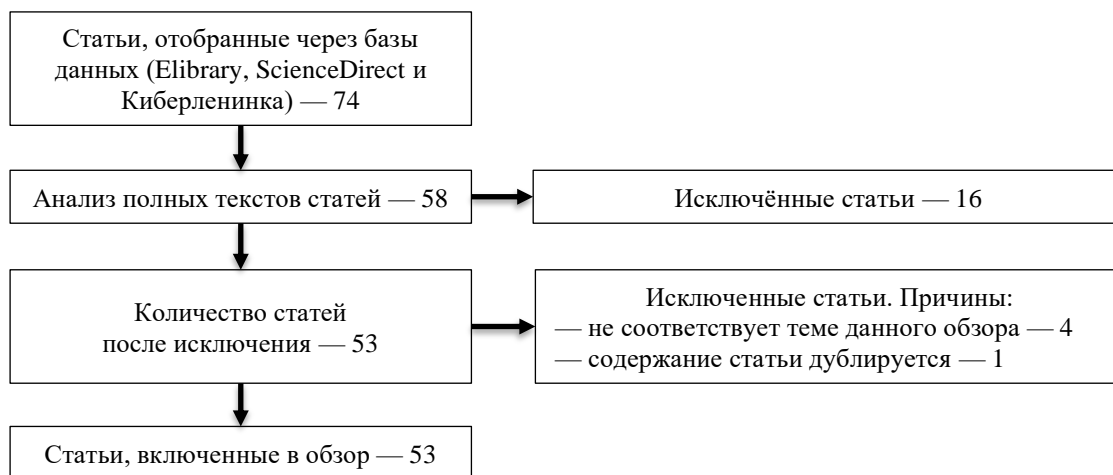 Статьи, отобранные через базы
данных (Elibrary, ScienceDirect и
Киберленинка) — 74
Анализ полных текстов статей — 58
Исключённые статьи — 16
Количество статей
после исключения — 53
Исключенные статьи. Причины:
— не соответствует теме данного обзора — 4
— содержание статьи дублируется — 1
Статьи, включенные в обзор — 53